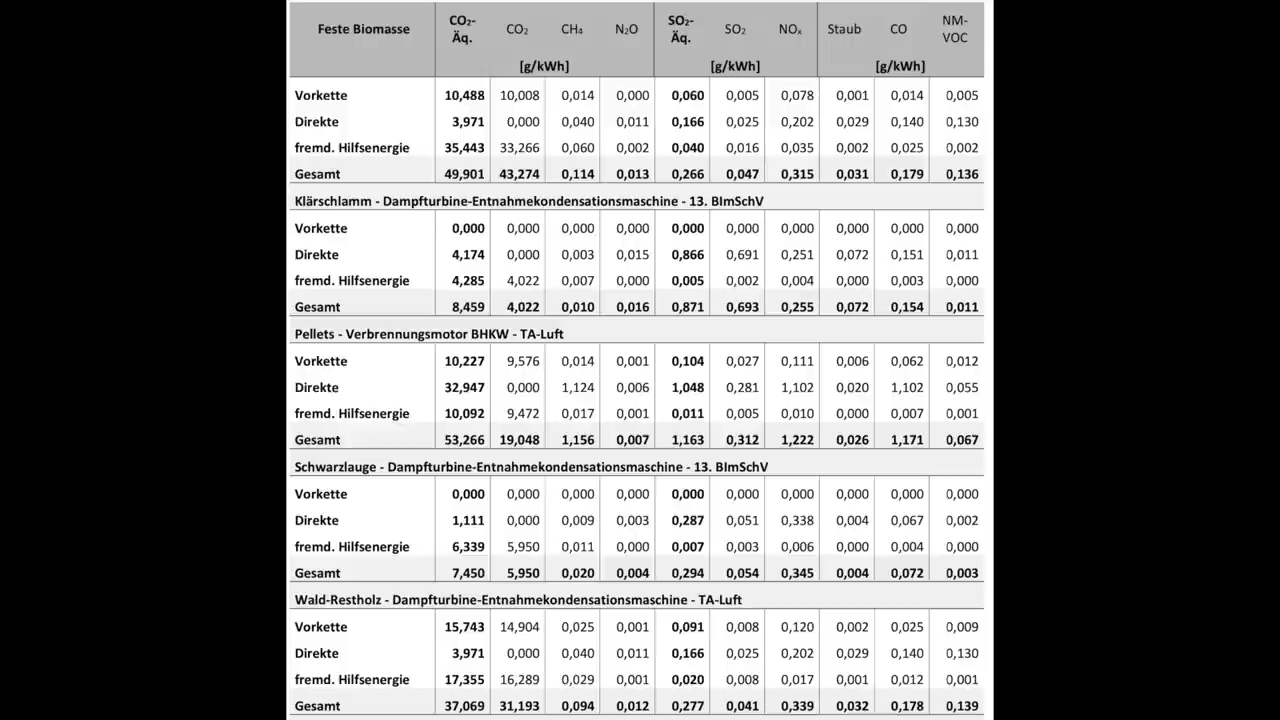 Feste Biomasse CO₂-Äq. CO₂ CH₄ N₂O SO₂-Äq. SO₂ NOₓ Staub CO NM-VOC
[g/kWh] [g/kWh] [g/kWh]
Vorkette 10,488 10,008 0,014 0,000 0,060 0,005 0,078 0,001 0,014 0,005
Direkte 3,971 0,000 0,040 0,011 0,166 0,025 0,202 0,029 0,140 0,130
fremd. Hilfsenergie 35,443 33,266 0,060 0,002 0,040 0,016 0,035 0,002 0,025 0,002
Gesamt 49,901 43,274 0,114 0,013 0,266 0,047 0,315 0,031 0,179 0,136
Klärschlamm - Dampfturbine-Entnahmekondensationsmaschine - 13. BImSchV
Vorkette 0,000 0,000 0,000 0,000 0,000 0,000 0,000 0,000 0,000 0,000
Direkte 4,174 0,000 0,003 0,015 0,866 0,691 0,251 0,072 0,151 0,011
fremd. Hilfsenergie 4,285 4,022 0,007 0,000 0,005 0,002 0,004 0,000 0,003 0,000
Gesamt 8,459 4,022 0,010 0,016 0,871 0,693 0,255 0,072 0,154 0,011
Pellets - Verbrennungsmotor BHKW - TA-Luft
Vorkette 10,227 9,576 0,014 0,001 0,104 0,027 0,111 0,006 0,062 0,012
Direkte 32,947 0,000 1,124 0,006 1,048 0,281 1,102 0,020 1,102 0,055
fremd. Hilfsenergie 10,092 9,472 0,017 0,001 0,011 0,005 0,010 0,000 0,007 0,001
Gesamt 53,266 19,048 1,156 0,007 1,163 0,312 1,222 0,026 1,171 0,067
Schwarzlauge - Dampfturbine-Entnahmekondensationsmaschine - 13. BImSchV
Vorkette 0,000 0,000 0,000 0,000 0,000 0,000 0,000 0,000 0,000 0,000
Direkte 1,111 0,000 0,009 0,003 0,287 0,051 0,338 0,004 0,067 0,002
fremd. Hilfsenergie 6,339 5,950 0,011 0,000 0,007 0,003 0,006 0,000 0,004 0,000
Gesamt 7,450 5,950 0,020 0,004 0,294 0,054 0,345 0,004 0,072 0,003
Wald-Restholz - Dampfturbine-Entnahmekondensationsmaschine - TA-Luft
Vorkette 15,743 14,904 0,025 0,001 0,091 0,008 0,120 0,002 0,025 0,009
Direkte 3,971 0,000 0,040 0,011 0,166 0,025 0,202 0,029 0,140 0,130
fremd. Hilfsenergie 17,355 16,289 0,029 0,001 0,020 0,008 0,017 0,001 0,012 0,001
Gesamt 37,069 31,193 0,094 0,012 0,277 0,041 0,339 0,032 0,178 0,139